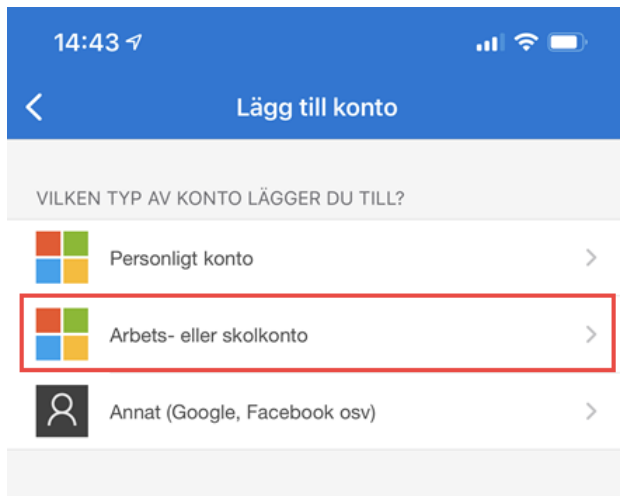 14:43
Lägg till konto
VILKEN TYP AV KONTO LÄGGER DU TILL?
Personligt konto
Arbets- eller skolkonto
Annat (Google, Facebook osv)